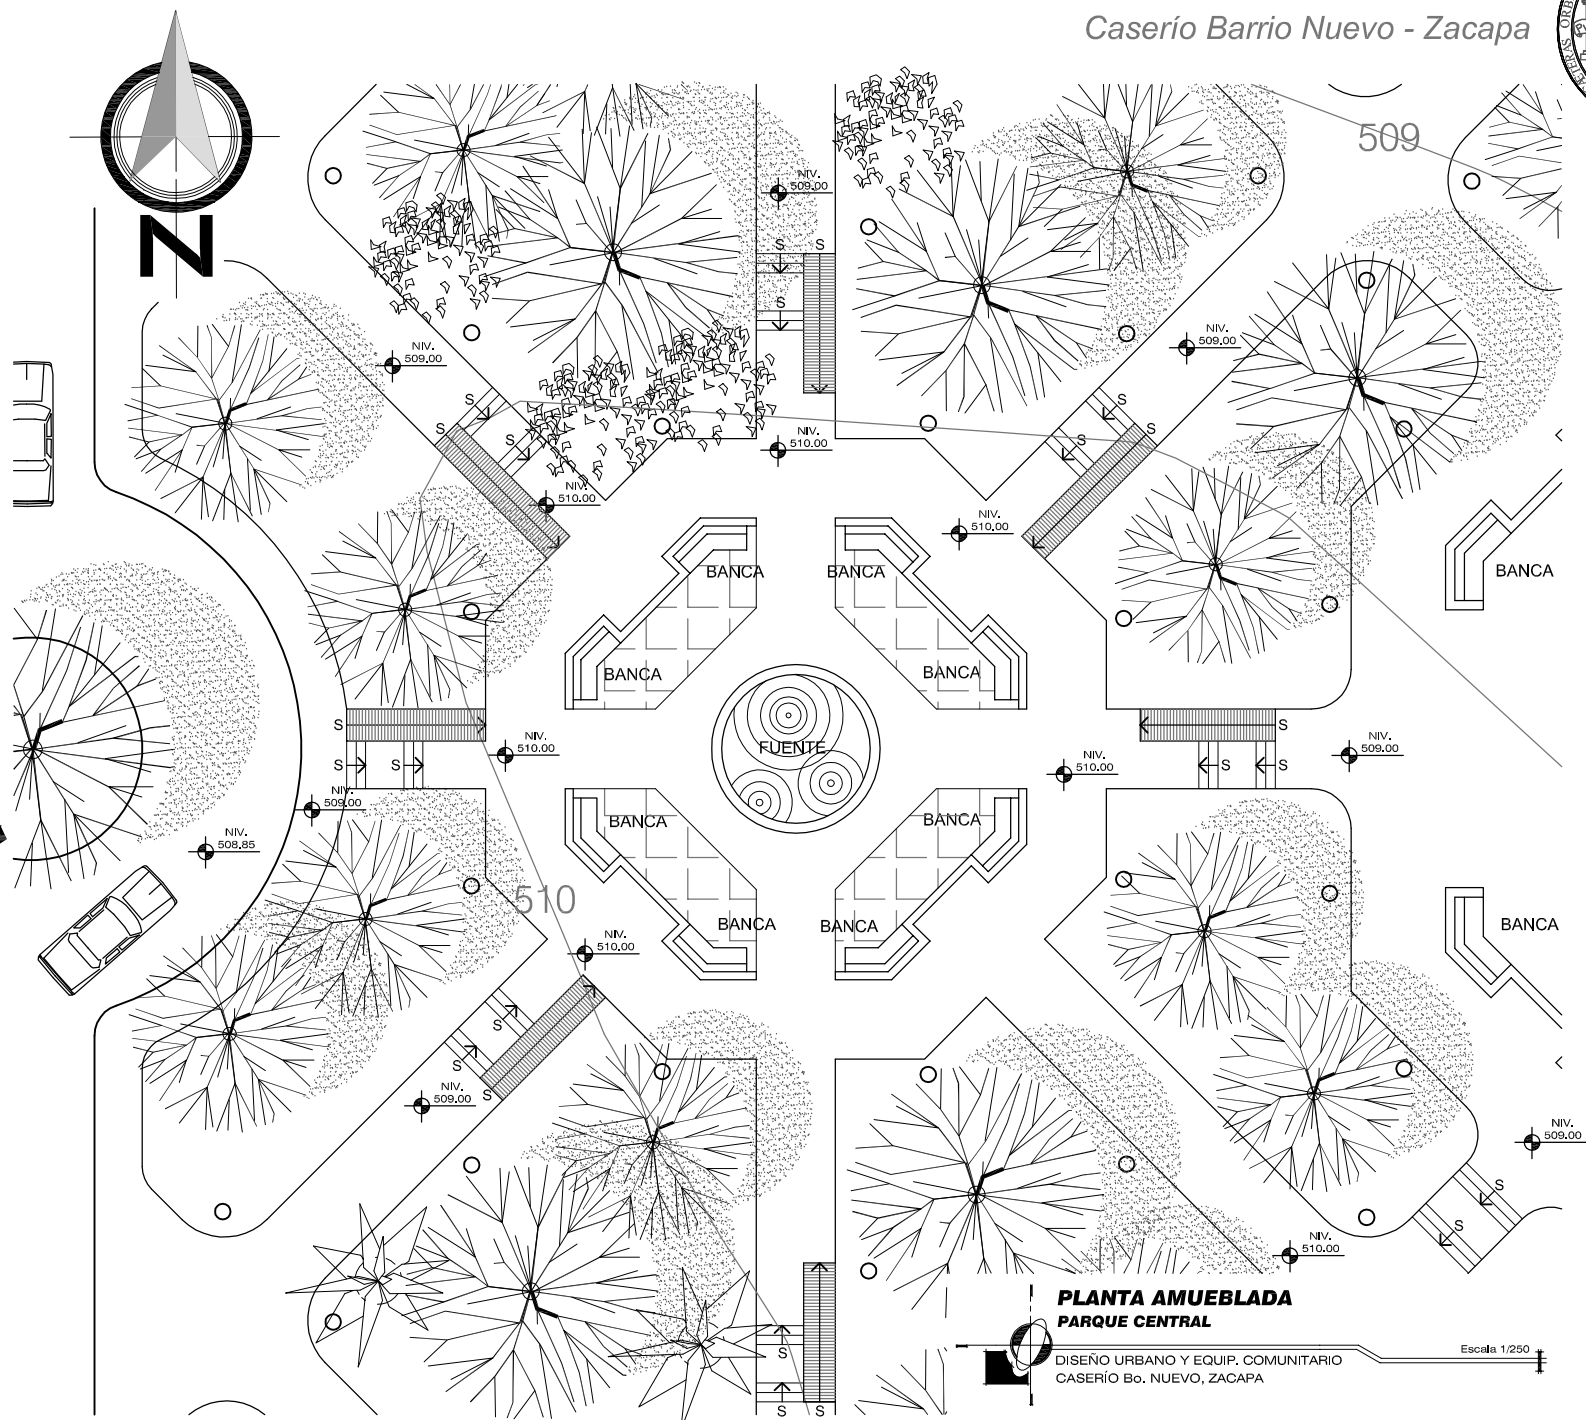 Caserío Barrio Nuevo - Zacapa
ORB
ETERAS
509
N
NIV.
509.00
S S
S
NIV.
509.00
NIV.
509.00
S
S
S
S
S
S
NIV.
510.00
NIV.
510.00
NIV.
510.00
BANCA
BANCA
BANCA
BANCA
BANCA
S
S
NIV.
510.00
FUENTE
NIV.
510.00
NIV.
509.00
S S
S S
NIV.
509.00
NIV.
508.85
BANCA
BANCA
510
BANCA
BANCA
BANCA
NIV.
510.00
S
S
S
NIV.
509.00
NIV.
509.00
S
S
NIV.
510.00
S
S
S S
PLANTA AMUEBLADA
PARQUE CENTRAL
Escala 1/250
DISEÑO URBANO Y EQUIP. COMUNITARIO
CASERÍO Bo. NUEVO, ZACAPA